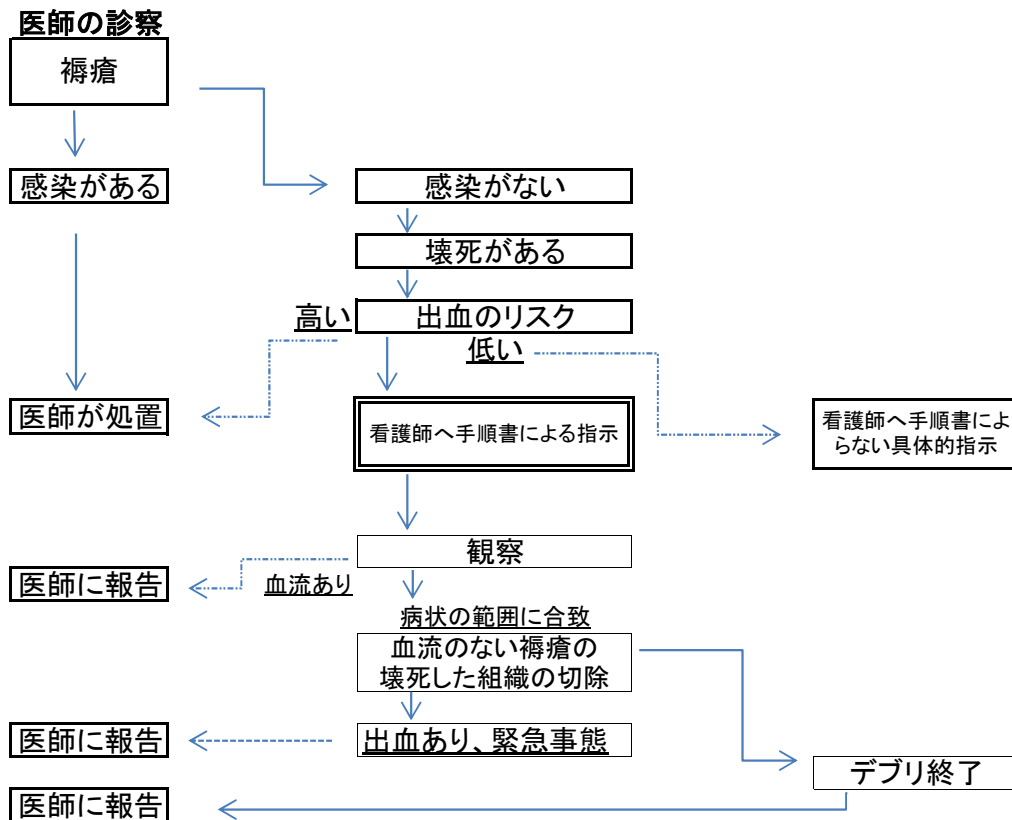 医師の診察
褥瘡
感染がある
感染がない
壊死がある
高い
出血のリスク
低い
医師が処置
看護師へ手順書による指示
看護師へ手順書によ
らない具体的指示
観察
医師に報告
血流あり
病状の範囲に合致
血流のない褥瘡の
壊死した組織の切除
医師に報告
出血あり、緊急事態
デブリ終了
医師に報告